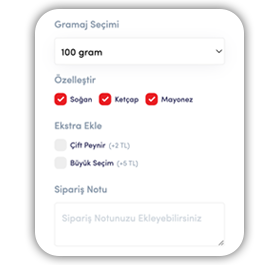 Gramaj Seçimi
100 gram
Özelleştir
Soğan Ketçap Mayonez
Ekstra Ekle
Çift Peynir (+2 TL)
Büyük Seçim (+5 TL)
Sipariş Notu
Sipariş Notunuzu Ekleyebilirsiniz